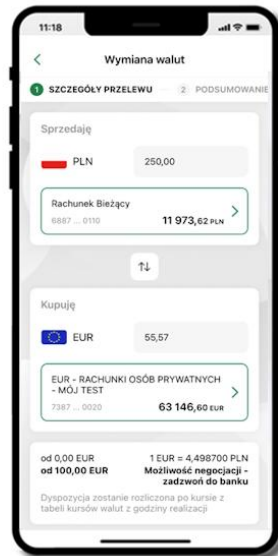 11:18
Wymiana walut
1 SZCZEGÓŁY PRZELEWU 2 PODSUMOWANIE
Sprzedaję
PLN 250,00
Rachunek Bieżący
6887 ... 0110 11 973,62 PLN
Kupuję
EUR 55,57
EUR - RACHUNKI OSÓB PRYWATNYCH
- MÓJ TEST
7387 ... 0020 63 146,60 EUR
od 0,00 EUR 1 EUR = 4,498700 PLN
od 100,00 EUR Możliwość negocjacji -
zadzwoń do banku
Dyspozycja zostanie rozliczona po kursie z
tabeli kursów walut z godziny realizacji